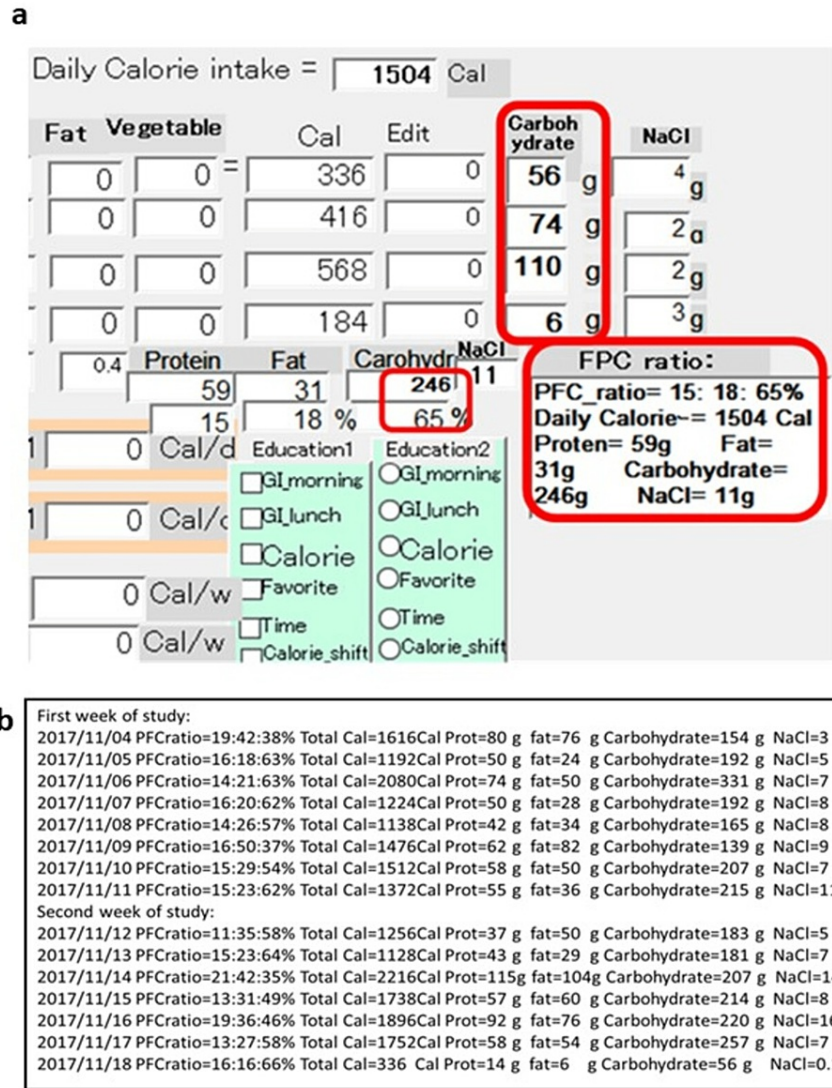 a
Daily Calorie intake = 1504 Cal
Fat Vegetable Cal Edit Carboh ydrate NaCl
0 0 = 336 0 56 g 4 g
0 0 416 0 74 g 2 g
0 0 568 0 110 g 2 g
0 0 184 0 6 g 3 g
0.4 Protein Fat Carohydr NaCl FPC ratio:
59 31 246 11
15 18 % 65 %
PFC_ratio= 15: 18: 65%
Daily Calorie-= 1504 Cal
Proten= 59g Fat=
31g Carbohydrate=
246g NaCl= 11g
1 0 Cal/d Education1 Education2
GI_morning GI_morning
1 0 Cal/c GI_lunch GI_lunch
Calorie Calorie
0 Cal/w Favorite Favorite
Time Time
0 Cal/w Calorie_shift Calorie_shift
b
First week of study:
2017/11/04 PFCratio=19:42:38% Total Cal=1616Cal Prot=80 g fat=76 g Carbohydrate=154 g NaCl=3
2017/11/05 PFCratio=16:18:63% Total Cal=1192Cal Prot=50 g fat=24 g Carbohydrate=192 g NaCl=5
2017/11/06 PFCratio=14:21:63% Total Cal=2080Cal Prot=74 g fat=50 g Carbohydrate=331 g NaCl=7
2017/11/07 PFCratio=16:20:62% Total Cal=1224Cal Prot=50 g fat=28 g Carbohydrate=192 g NaCl=8
2017/11/08 PFCratio=14:26:57% Total Cal=1138Cal Prot=42 g fat=34 g Carbohydrate=165 g NaCl=8
2017/11/09 PFCratio=16:50:37% Total Cal=1476Cal Prot=62 g fat=82 g Carbohydrate=139 g NaCl=9
2017/11/10 PFCratio=15:29:54% Total Cal=1512Cal Prot=58 g fat=50 g Carbohydrate=207 g NaCl=7
2017/11/11 PFCratio=15:23:62% Total Cal=1372Cal Prot=55 g fat=36 g Carbohydrate=215 g NaCl=11
Second week of study:
2017/11/12 PFCratio=11:35:58% Total Cal=1256Cal Prot=37 g fat=50 g Carbohydrate=183 g NaCl=5
2017/11/13 PFCratio=15:23:64% Total Cal=1128Cal Prot=43 g fat=29 g Carbohydrate=181 g NaCl=7
2017/11/14 PFCratio=21:42:35% Total Cal=2216Cal Prot=115g fat=104g Carbohydrate=207 g NaCl=14
2017/11/15 PFCratio=13:31:49% Total Cal=1738Cal Prot=57 g fat=60 g Carbohydrate=214 g NaCl=8
2017/11/16 PFCratio=19:36:46% Total Cal=1896Cal Prot=92 g fat=76 g Carbohydrate=220 g NaCl=16
2017/11/17 PFCratio=13:27:58% Total Cal=1752Cal Prot=58 g fat=54 g Carbohydrate=257 g NaCl=7
2017/11/18 PFCratio=16:16:66% Total Cal=336 Cal Prot=14 g fat=6 g Carbohydrate=56 g NaCl=0.